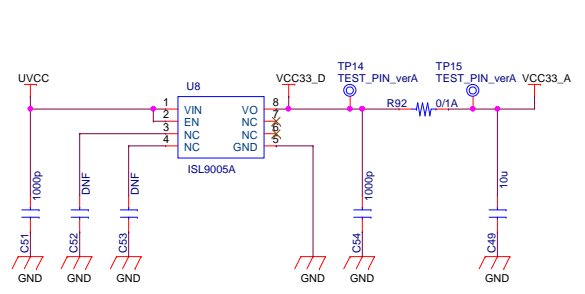 TP14
TP15
UVCC
U8
VCC33_D
TEST_PIN_verA
TEST_PIN_verA
VCC33_A
1 VIN VO 8
R92 0/1A
2 EN NC 7
3 NC NC 6
4 NC GND 5
ISL9005A
1000p
DNF
DNF
1000p
10u
C51
C52
C53
C54
C49
GND
GND
GND
GND
GND
GND